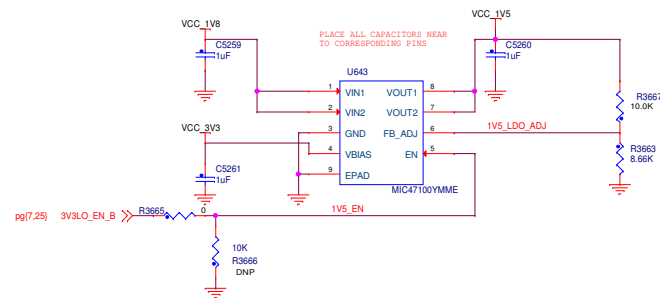 VCC_1V8
VCC_1V5
PLACE ALL CAPACITORS NEAR
TO CORRESPONDING PINS
C5259
1uF
C5260
1uF
U643
1 VIN1 VOUT1 8
2 VIN2 VOUT2 7
3 GND FB_ADJ 6
4 VBIAS EN 5
9 EPAD
MIC47100YMME
1V5_LDO_ADJ
R3667
10.0K
R3663
8.66K
VCC_3V3
C5261
1uF
pg{7,25} 3V3LO_EN_B R3665 0 1V5_EN
10K
R3666
DNP